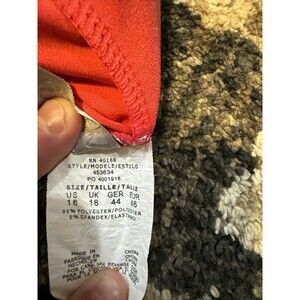 RN 40168
STYLE/MODELE/ESTILO
453634
PO 4001916
SIZE/TAILLE/TALLE
US UK GER EUR
16 18 44 46
95% POLYESTER/POLYESTER
5% SPANDEX/ELASTANO
MADE IN CHINA